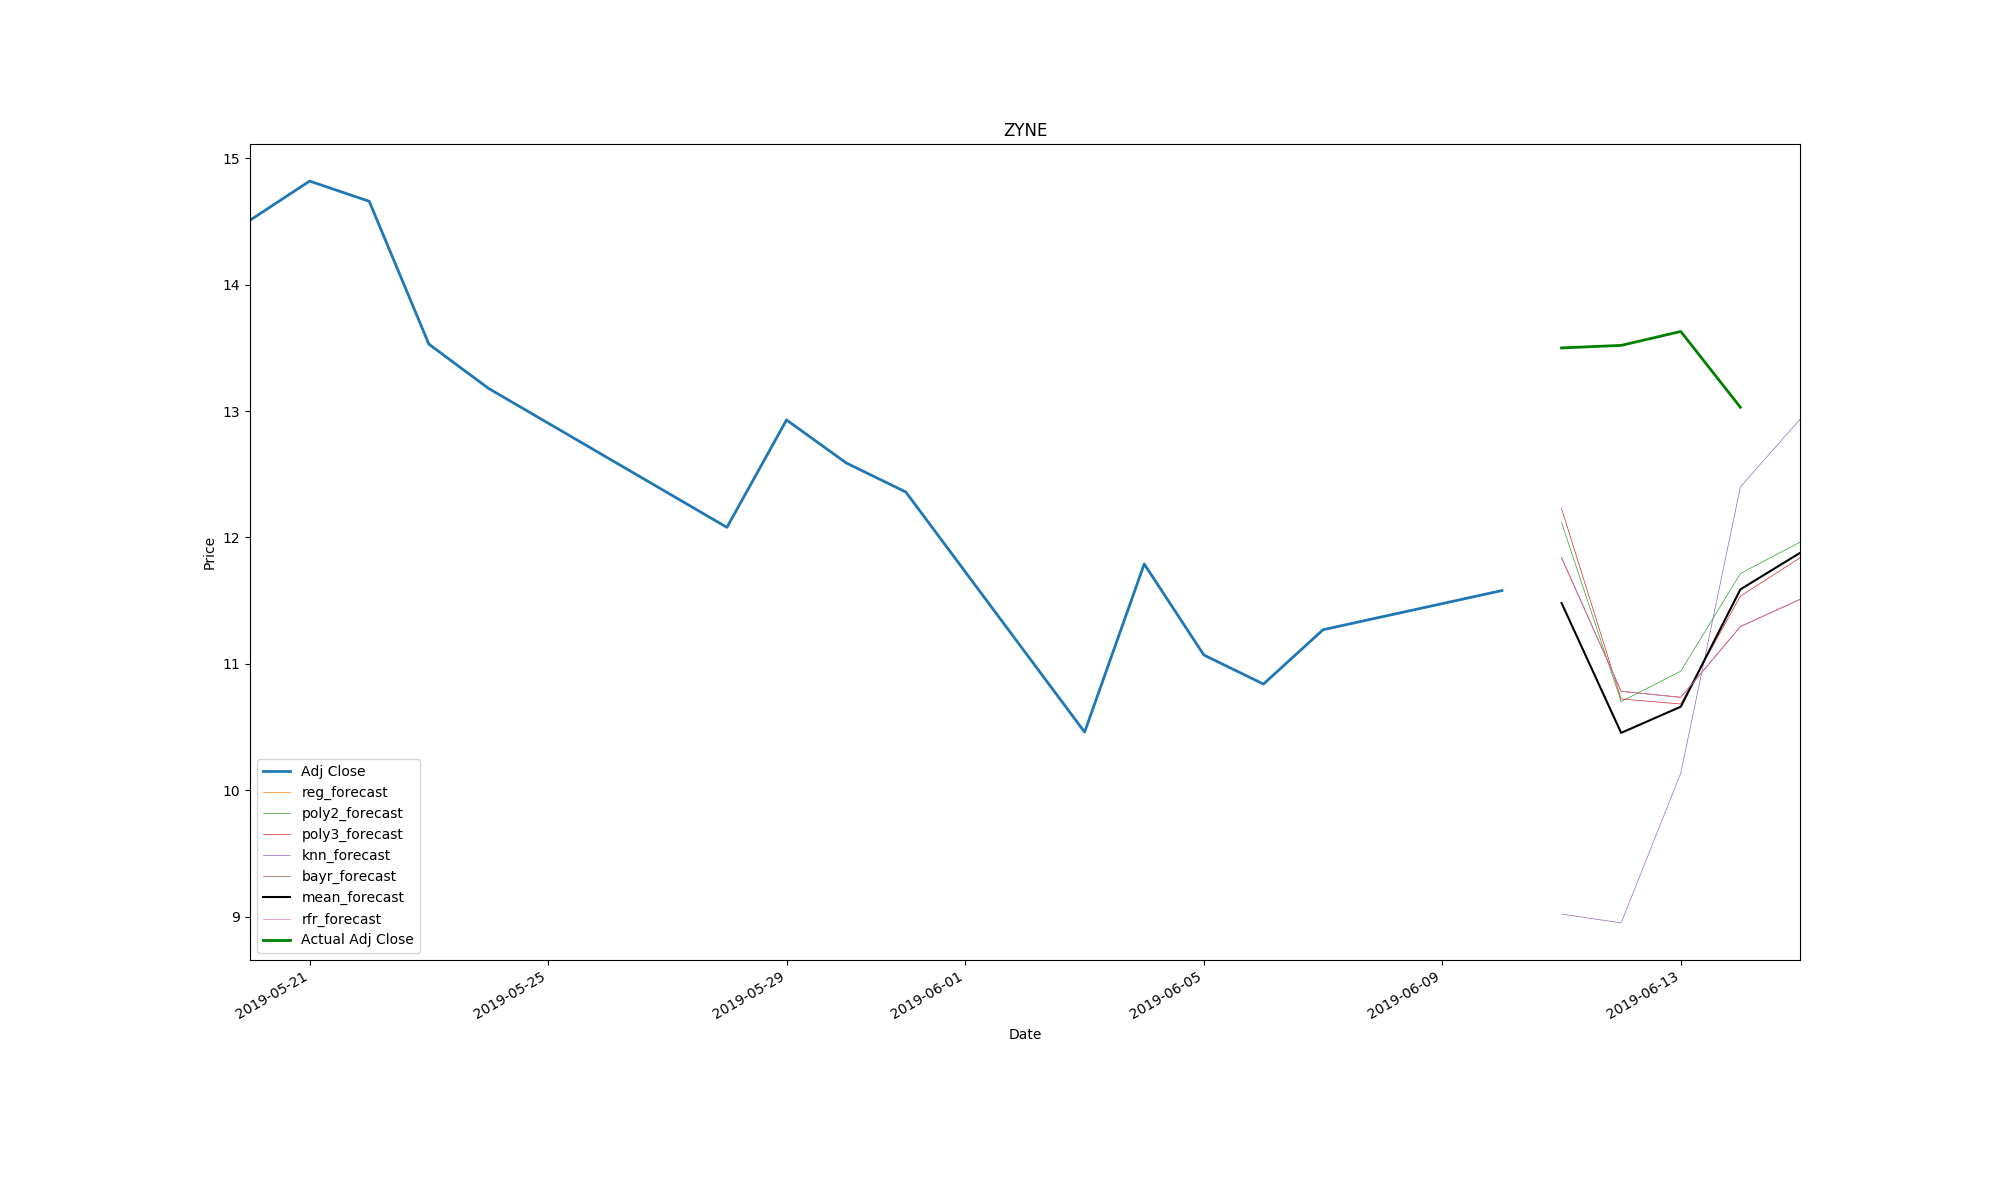 ZYNE
15
14
13
12
11
10
9
Price
Adj Close
reg_forecast
poly2_forecast
poly3_forecast
knn_forecast
bayr_forecast
mean_forecast
rfr_forecast
Actual Adj Close
2019-05-21
2019-05-25
2019-05-29
2019-06-01
2019-06-05
2019-06-09
2019-06-13
Date